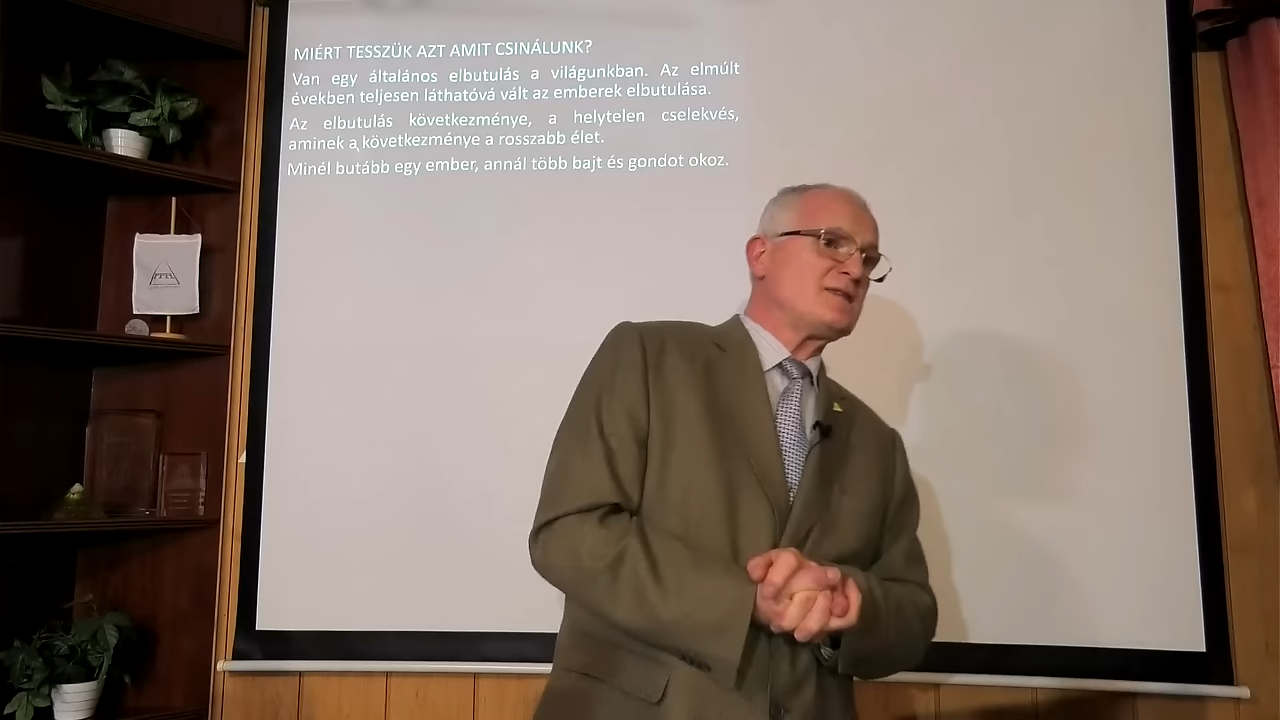 MIÉRT TESSZÜK AZT AMIT CSINÁLUNK?
Van egy általános elbutulás a világunkban. Az elmúlt
években teljesen láthatóvá vált az emberek elbutulása.
Az elbutulás következménye, a helytelen cselekvés,
aminek a következménye a rosszabb élet.
Minél butább egy ember, annál több bajt és gondot okoz.